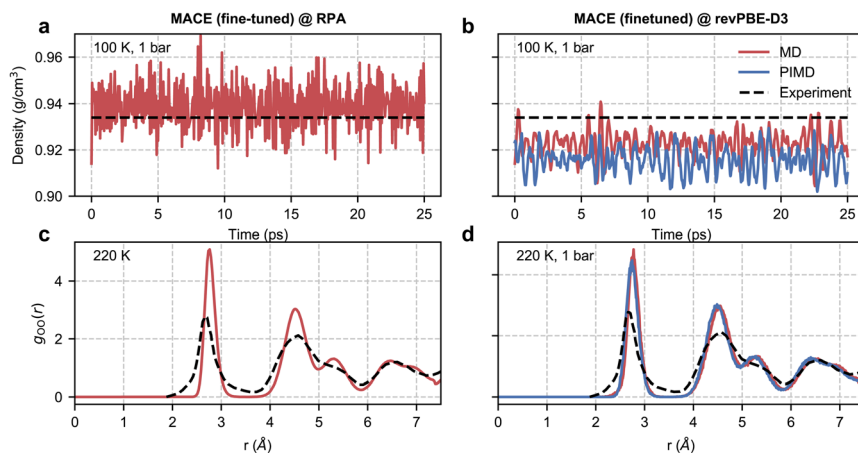 MACE (fine-tuned) @ RPA
MACE (finetuned) @ revPBE-D3
a
b
100 K, 1 bar
100 K, 1 bar
MD
PIMD
Experiment
0.96
0.94
0.92
0.90
Density (g/cm³)
0 5 10 15 20 25
0 5 10 15 20 25
Time (ps)
Time (ps)
c
d
220 K
220 K, 1 bar
4
2
0
gOO(r)
0 1 2 3 4 5 6 7
0 1 2 3 4 5 6 7
r (Å)
r (Å)